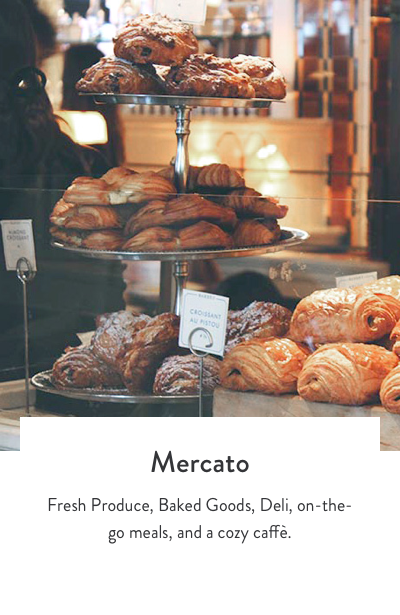 CROISSANT
AU PISTOU
Mercato
Fresh Produce, Baked Goods, Deli, on-the-
go meals, and a cozy caffè.